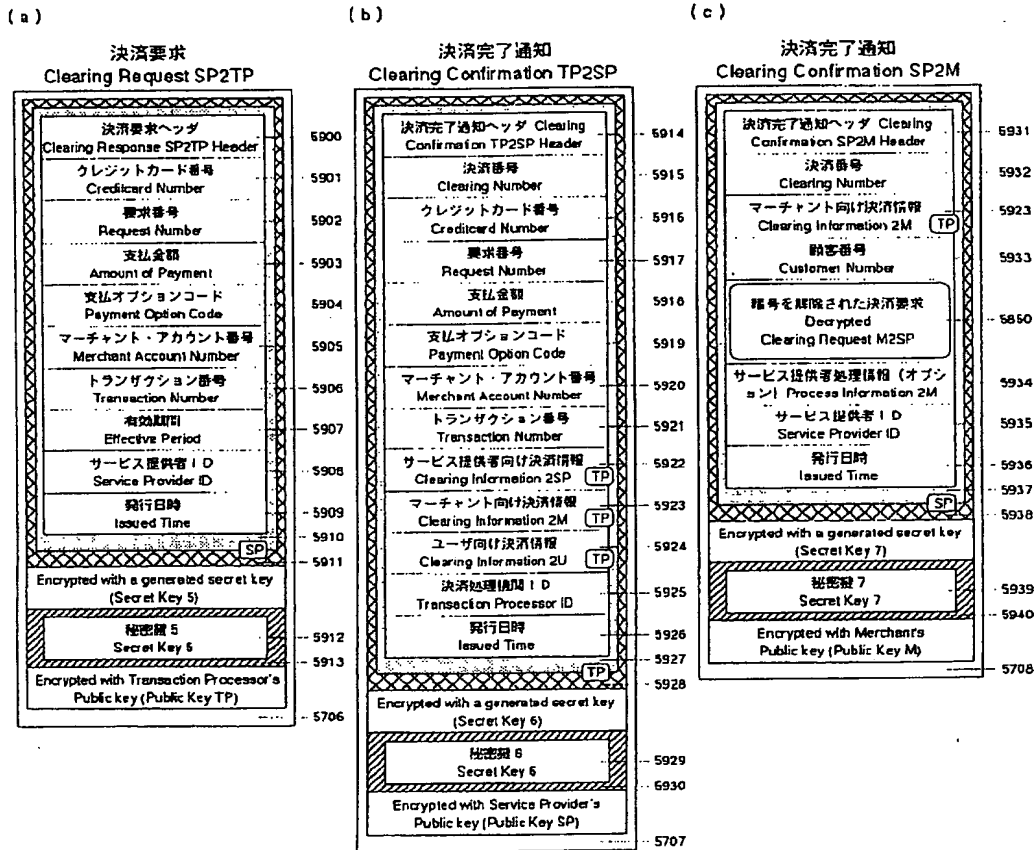 (a)
決済要求
Clearing Request SP2TP
決済要求ヘッダ
Clearing Response SP2TP Header
クレジットカード番号
Creditcard Number
要求番号
Request Number
支払金額
Amount of Payment
支払オプションコード
Payment Option Code
マーチャント・アカウント番号
Merchant Account Number
トランザクション番号
Transaction Number
有効期間
Effective Period
サービス提供者ID
Service Provider ID
発行日時
Issued Time
SP
Encrypted with a generated secret key
(Secret Key 5)
秘密鍵 5
Secret Key 5
Encrypted with Transaction Processor's
Public key (Public Key TP)
5900
5901
5902
5903
5904
5905
5906
5907
5908
5909
5910
5911
5912
5913
5706
(b)
決済完了通知
Clearing Confirmation TP2SP
決済完了通知ヘッダ Clearing
Confirmation TP2SP Header
決済番号
Clearing Number
クレジットカード番号
Creditcard Number
要求番号
Request Number
支払金額
Amount of Payment
支払オプションコード
Payment Option Code
マーチャント・アカウント番号
Merchant Account Number
トランザクション番号
Transaction Number
サービス提供者向け決済情報
Clearing Information 2SP
TP
マーチャント向け決済情報
Clearing Information 2M
TP
ユーザ向け決済情報
Clearing Information 2U
TP
決済処理機関ID
Transaction Processor ID
発行日時
Issued Time
TP
Encrypted with a generated secret key
(Secret Key 6)
秘密鍵 6
Secret Key 6
Encrypted with Service Provider's
Public key (Public Key SP)
5914
5915
5916
5917
5918
5919
5920
5921
5922
5923
5924
5925
5926
5927
5928
5929
5930
5707
(c)
決済完了通知
Clearing Confirmation SP2M
決済完了通知ヘッダ Clearing
Confirmation SP2M Header
決済番号
Clearing Number
マーチャント向け決済情報
Clearing Information 2M
TP
顧客番号
Customer Number
暗号を解除された決済要求
Decrypted
Clearing Request M2SP
サービス提供者処理情報（オプシ
ョン）Process Information 2M
サービス提供者ID
Service Provider ID
発行日時
Issued Time
SP
Encrypted with a generated secret key
(Secret Key 7)
秘密鍵 7
Secret Key 7
Encrypted with Merchant's
Public key (Public Key M)
5931
5932
5923
5933
5850
5934
5935
5936
5937
5938
5939
5940
5708